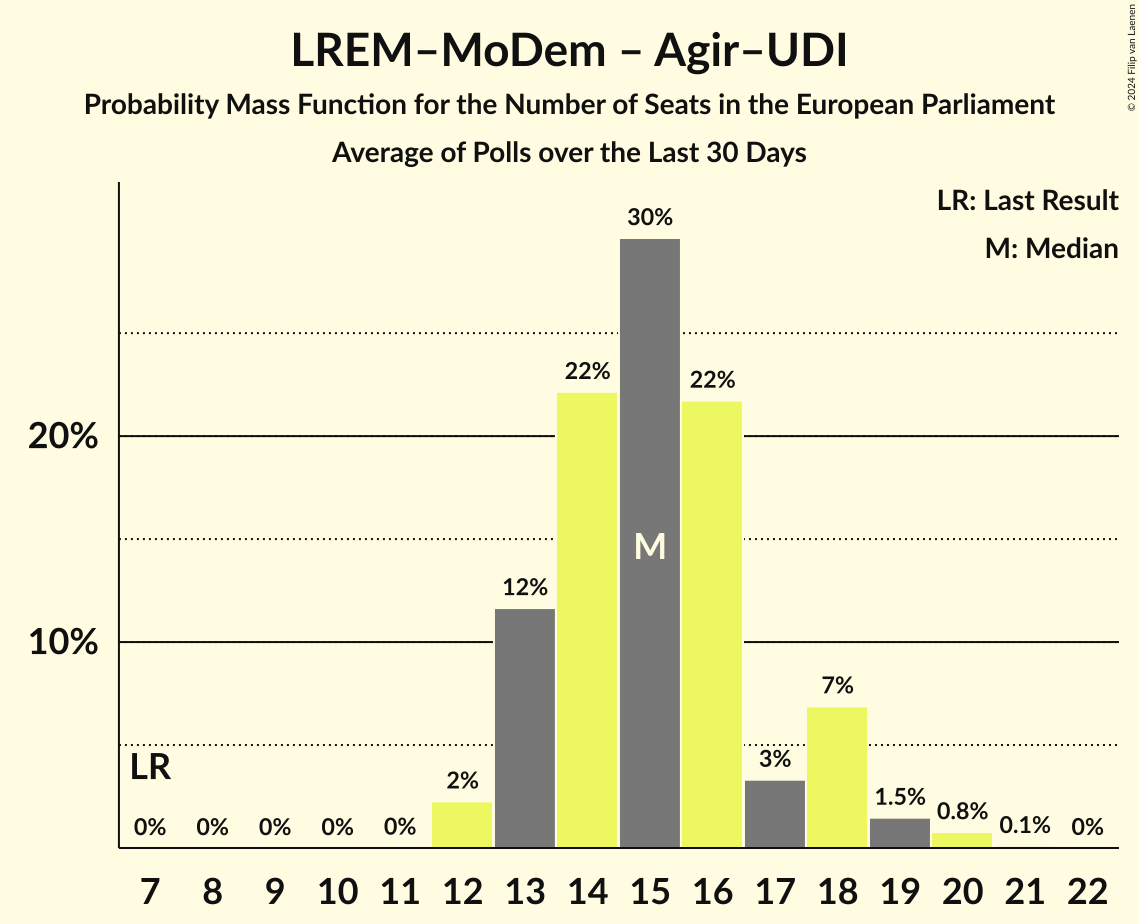 LREM–MoDem – Agir–UDI
Probability Mass Function for the Number of Seats in the European Parliament
Average of Polls over the Last 30 Days
© 2024 Filip van Laenen
LR: Last Result
M: Median
30%
22%
22%
20%
M
12%
10%
7%
LR
3%
2%
1.5%
0.8%
0% 0% 0% 0% 0% 0.1% 0%
7 8 9 10 11 12 13 14 15 16 17 18 19 20 21 22